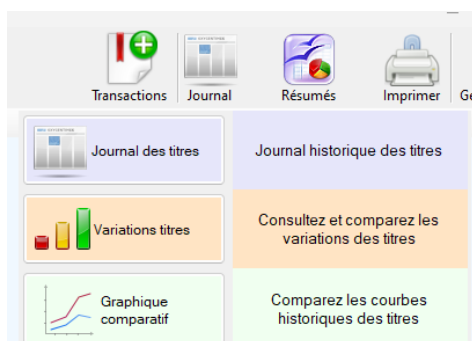 Transactions Journal Résumés Imprimer
Journal des titres
Journal historique des titres
Variations titres
Consultez et comparez les
variations des titres
Graphique
comparatif
Comparez les courbes
historiques des titres